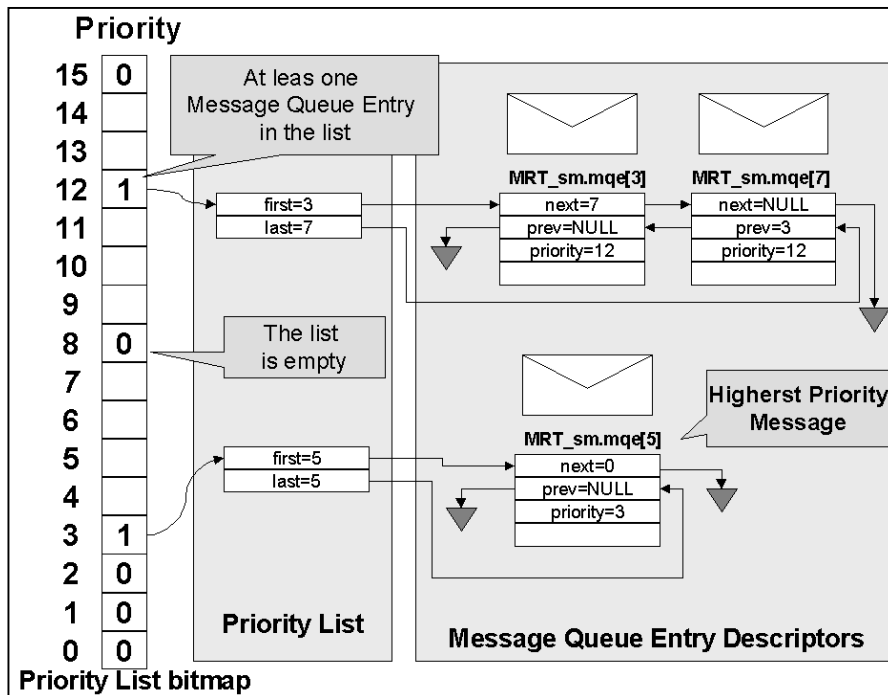 Priority
15 0
14
13
12 1
11
10
9
8 0
7
6
5
4
3 1
2 0
1 0
0 0
Priority List bitmap
At leas one
Message Queue Entry
in the list
The list
is empty
first=3
last=7
first=5
last=5
Priority List
MRT_sm.mqe[3]
next=7
prev=NULL
priority=12
MRT_sm.mqe[7]
next=NULL
prev=3
priority=12
Higherst Priority
Message
MRT_sm.mqe[5]
next=0
prev=NULL
priority=3
Message Queue Entry Descriptors